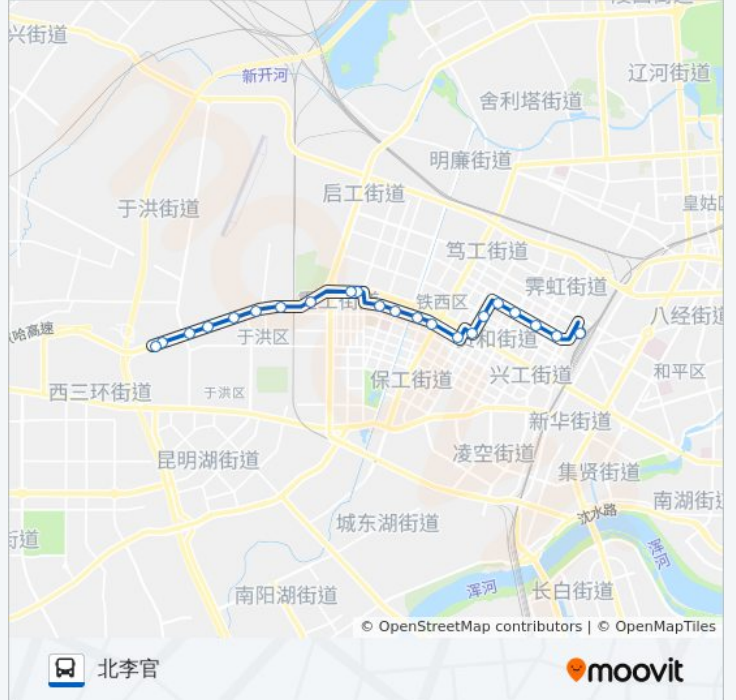 兴街道
新开河
辽河街道
舍利塔街道
明廉街道
启工街道
于洪街道
皇姑区
笃工街道
霁虹街道
铁西区
重工街道
哈高速
于洪区
贵和街道
八经街道
保工街道
兴工街道
和平区
西三环街道
于洪区
新华街道
昆明湖街道
凌空街道
集贤街道
南湖街道
沈水路
城东湖街道
街道
浑河
浑河
南阳湖街道
长白街道
© OpenStreetMap contributors | © OpenMapTiles
北李官
moovit